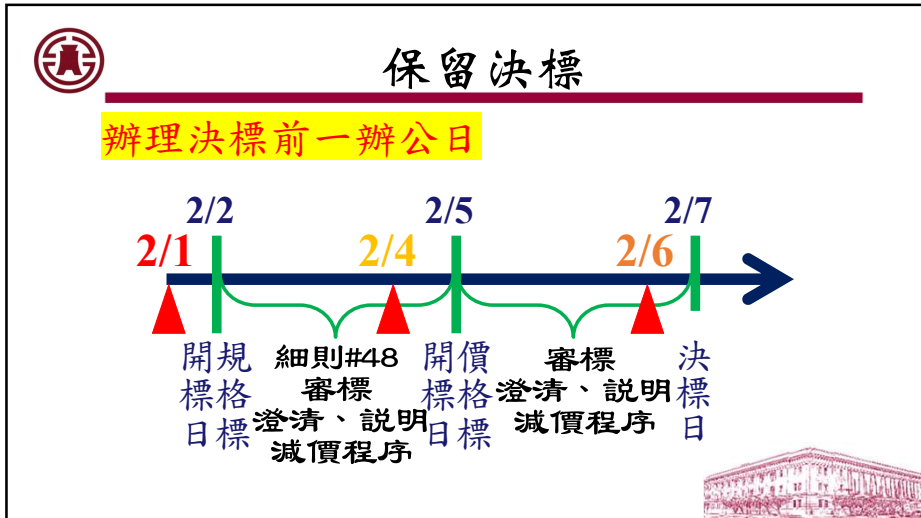 保留決標
辦理決標前一辦公日
2/2
2/5
2/7
2/1
2/4
2/6
規格標
開標日
細則#48
審標
澄清、說明
減價程序
價格標
開標日
審標
澄清、說明
減價程序
決標日